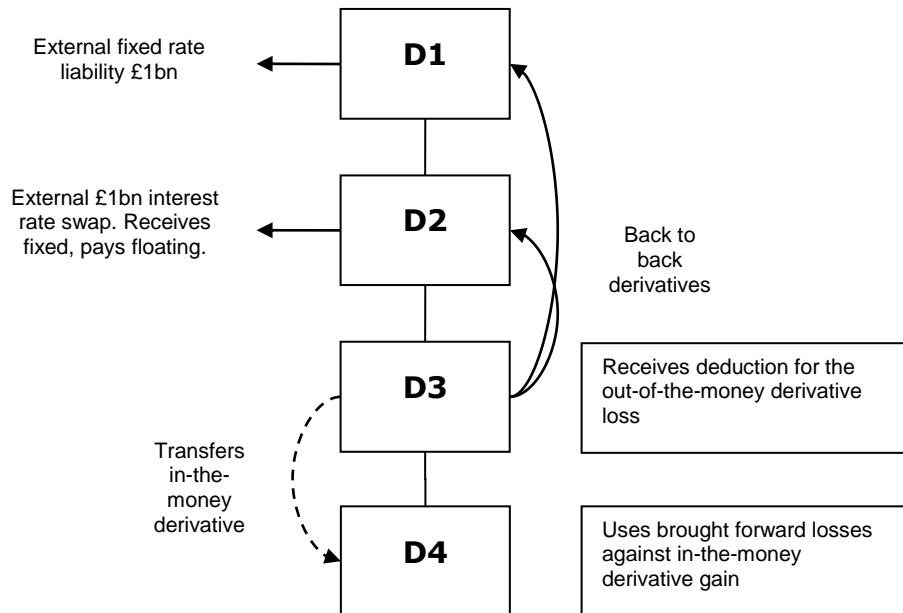 External fixed rate
liability £1bn
D1
External £1bn interest
rate swap. Receives
fixed, pays floating.
D2
Back to
back
derivatives
D3
Receives deduction for the
out-of-the-money derivative
loss
Transfers
in-the-
money
derivative
D4
Uses brought forward losses
against in-the-money
derivative gain